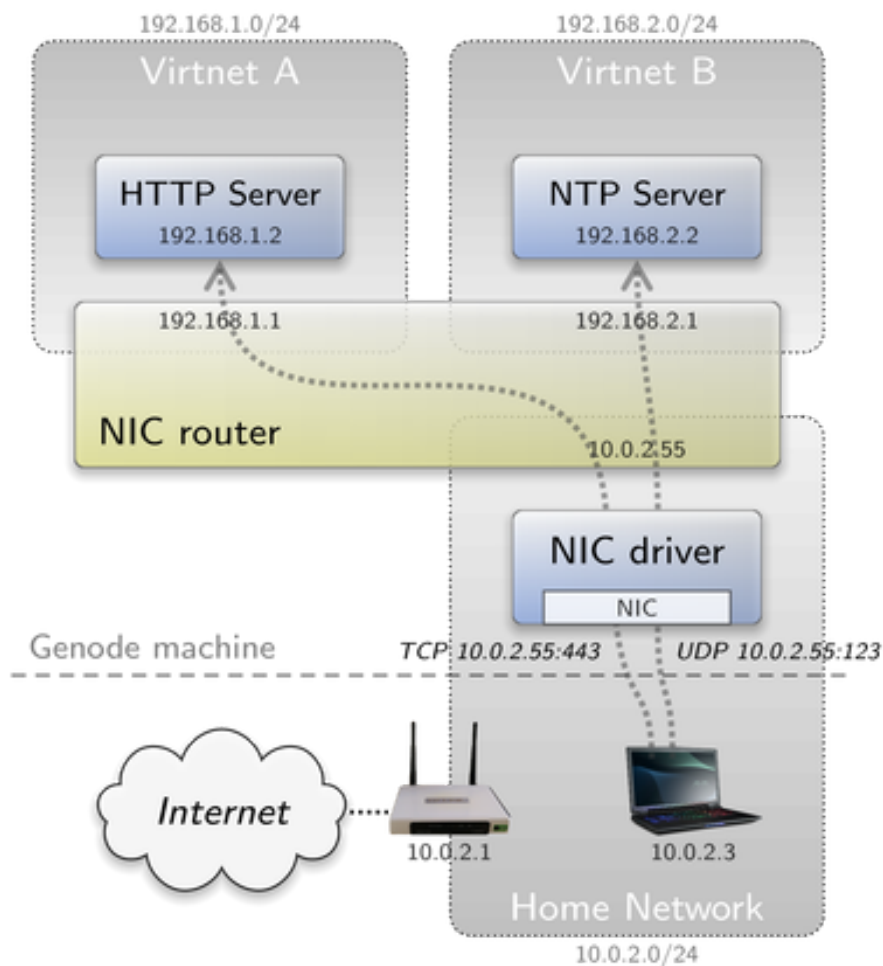 192.168.1.0/24
192.168.2.0/24
Virtnet A
Virtnet B
HTTP Server
192.168.1.2
NTP Server
192.168.2.2
192.168.1.1
192.168.2.1
NIC router
10.0.2.55
NIC driver
NIC
Genode machine
TCP 10.0.2.55:443
UDP 10.0.2.55:123
Internet
10.0.2.1
10.0.2.3
Home Network
10.0.2.0/24